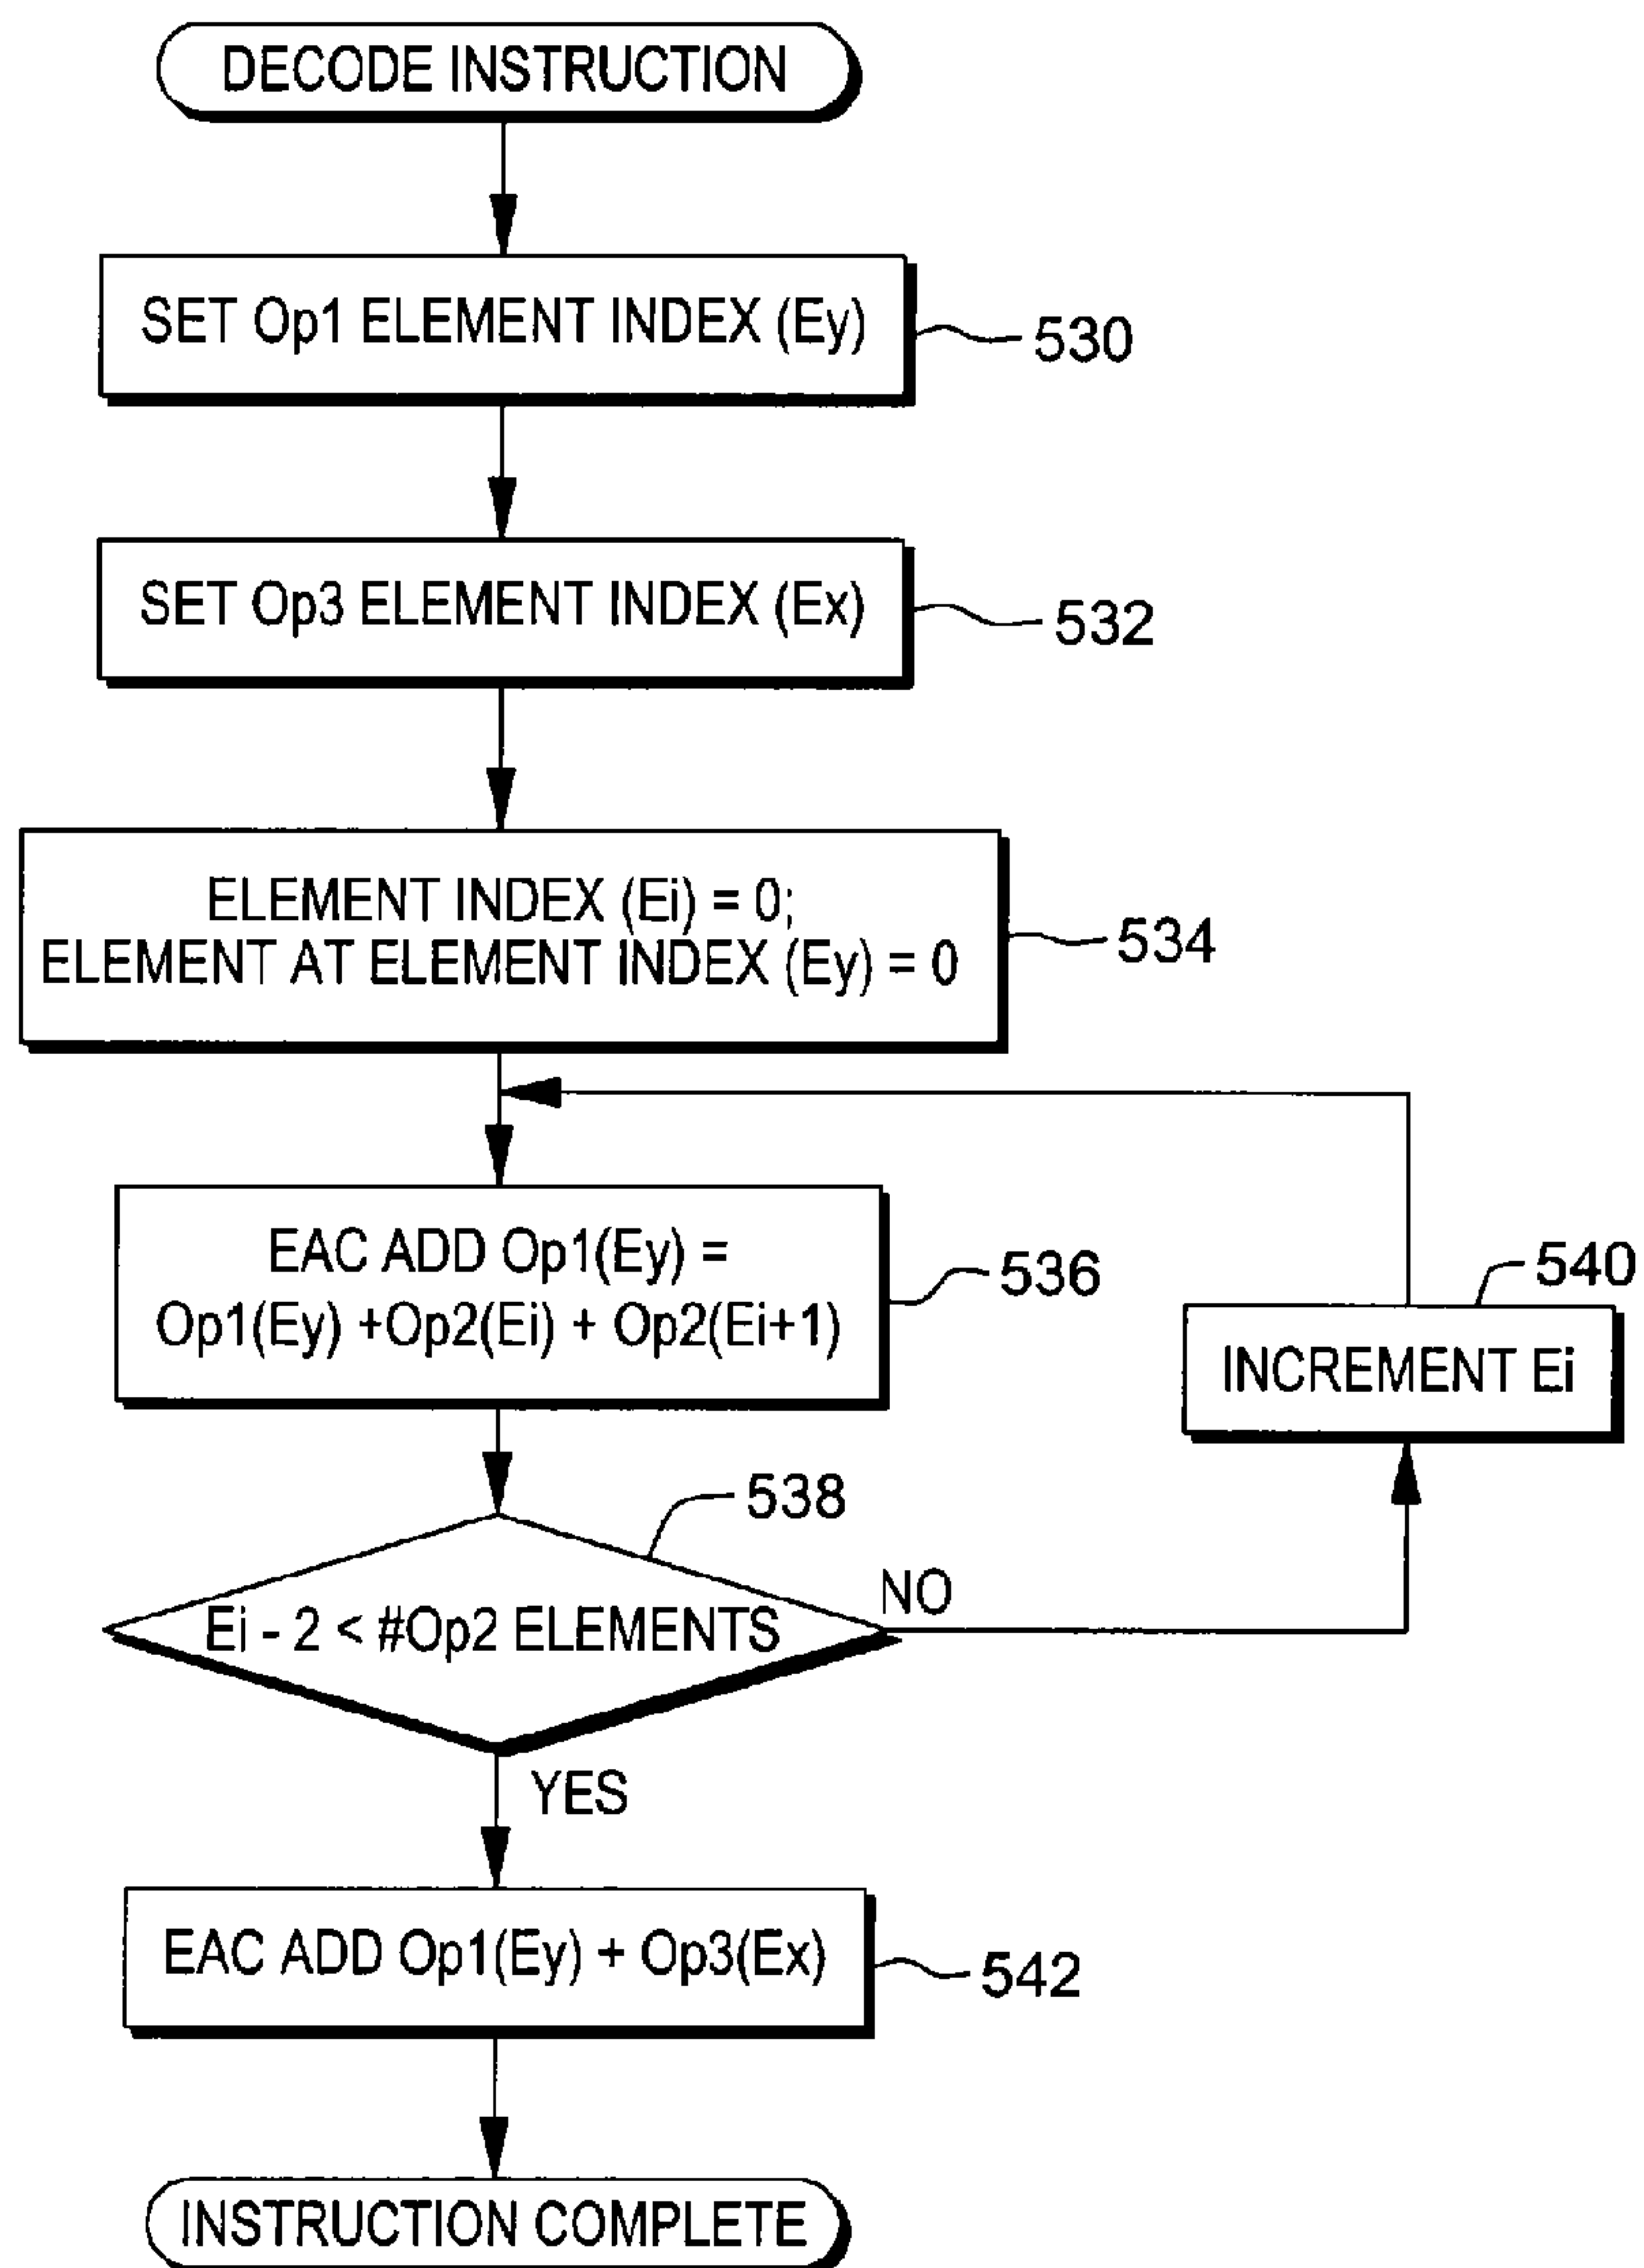 DECODE INSTRUCTION
SET Op1 ELEMENT INDEX (Ey)
530
SET Op3 ELEMENT INDEX (Ex)
532
ELEMENT INDEX (Ei) = 0;
ELEMENT AT ELEMENT INDEX (Ey) = 0
534
EAC ADD Op1(Ey) =
Op1(Ey) +Op2(Ei) + Op2(Ei+1)
536
540
INCREMENT Ei
538
Ei - 2 < #Op2 ELEMENTS
NO
YES
EAC ADD Op1(Ey) + Op3(Ex)
542
INSTRUCTION COMPLETE